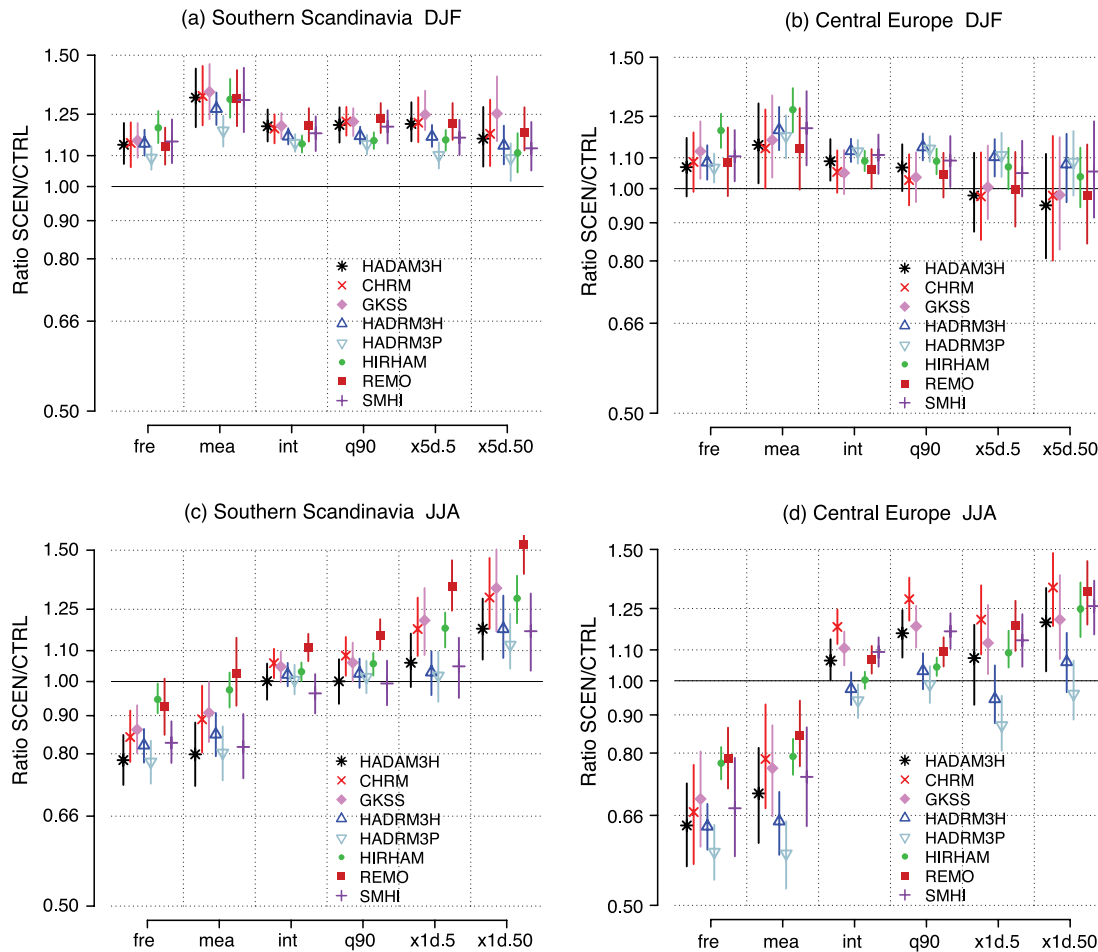 (a) Southern Scandinavia DJF
Ratio SCEN/CTRL
1.50
1.25
1.10
1.00
0.90
0.80
0.66
0.50
HADAM3H
CHRM
GKSS
HADRM3H
HADRM3P
HIRHAM
REMO
SMHI
fre mea int q90 x5d.5 x5d.50
(b) Central Europe DJF
Ratio SCEN/CTRL
1.50
1.25
1.10
1.00
0.90
0.80
0.66
0.50
HADAM3H
CHRM
GKSS
HADRM3H
HADRM3P
HIRHAM
REMO
SMHI
fre mea int q90 x5d.5 x5d.50
(c) Southern Scandinavia JJA
Ratio SCEN/CTRL
1.50
1.25
1.10
1.00
0.90
0.80
0.66
0.50
HADAM3H
CHRM
GKSS
HADRM3H
HADRM3P
HIRHAM
REMO
SMHI
fre mea int q90 x1d.5 x1d.50
(d) Central Europe JJA
Ratio SCEN/CTRL
1.50
1.25
1.10
1.00
0.90
0.80
0.66
0.50
HADAM3H
CHRM
GKSS
HADRM3H
HADRM3P
HIRHAM
REMO
SMHI
fre mea int q90 x1d.5 x1d.50